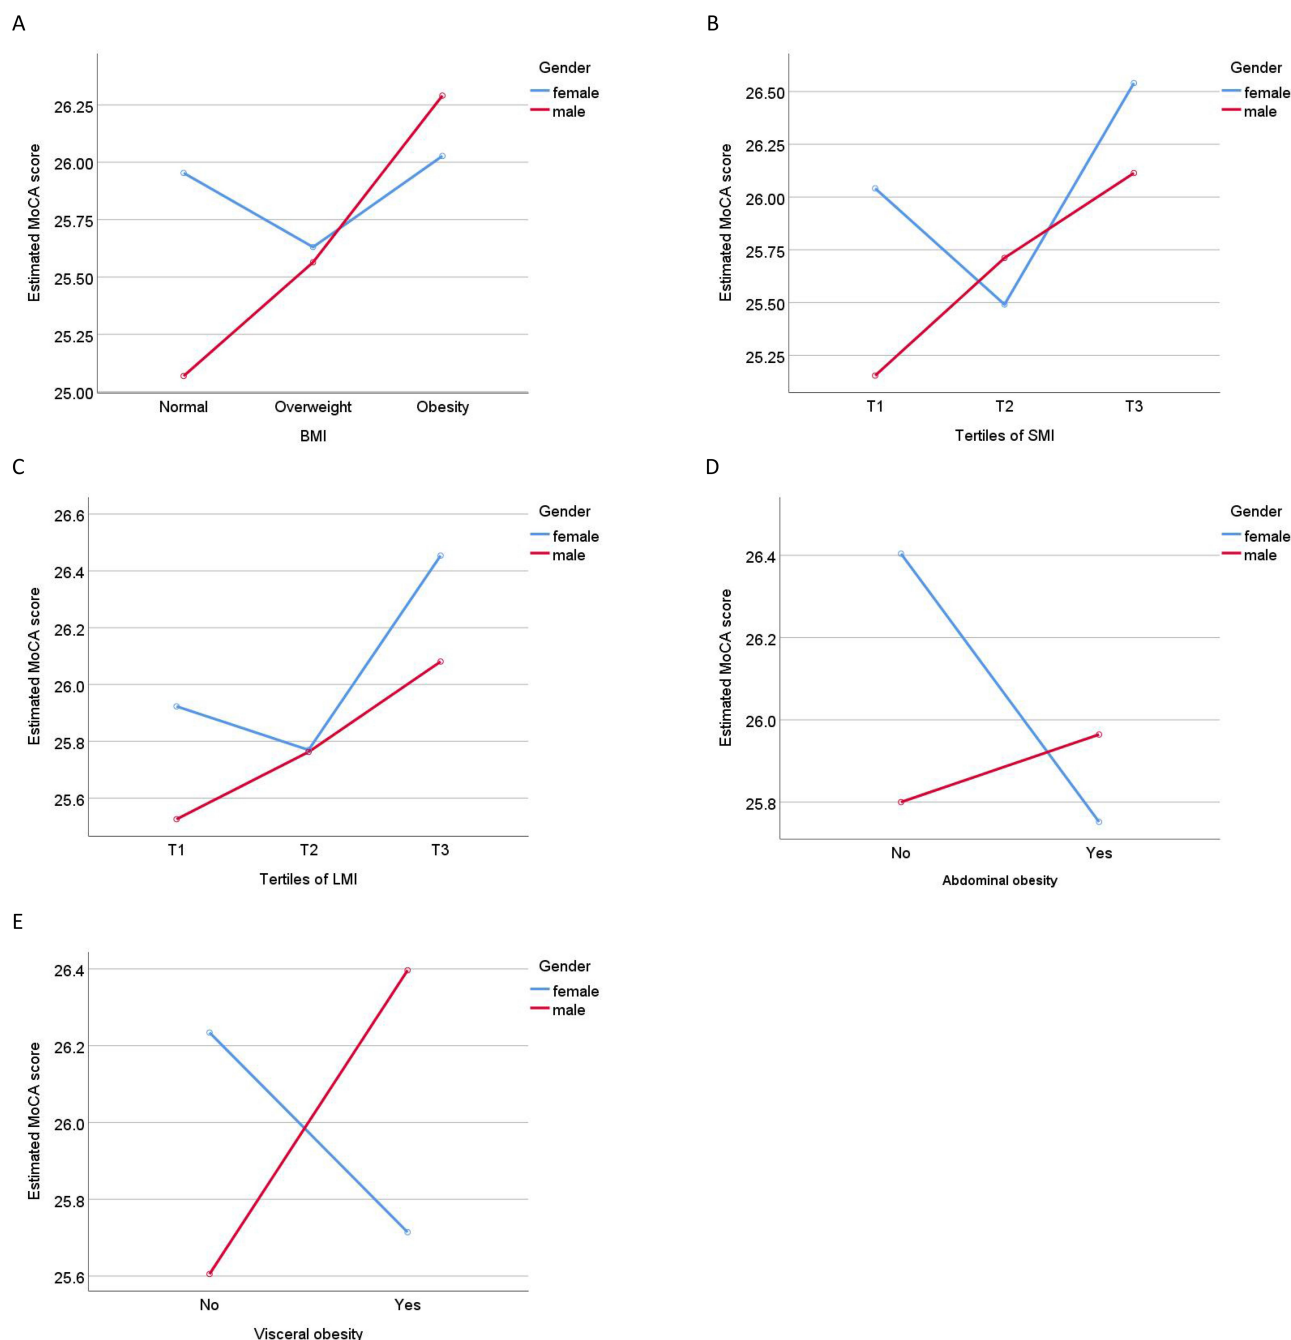 A
Estimated MoCA score
26.25
26.00
25.75
25.50
25.25
25.00
Normal Overweight Obesity
BMI
Gender
female
male
B
Estimated MoCA score
26.50
26.25
26.00
25.75
25.50
25.25
T1 T2 T3
Tertiles of SMI
Gender
female
male
C
Estimated MoCA score
26.6
26.4
26.2
26.0
25.8
25.6
T1 T2 T3
Tertiles of LMI
Gender
female
male
D
Estimated MoCA score
26.4
26.2
26.0
25.8
No Yes
Abdominal obesity
Gender
female
male
E
Estimated MoCA score
26.4
26.2
26.0
25.8
25.6
No Yes
Visceral obesity
Gender
female
male